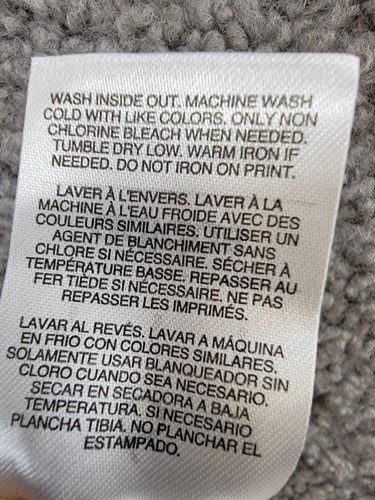 WASH INSIDE OUT. MACHINE WASH
COLD WITH LIKE COLORS. ONLY NON
CHLORINE BLEACH WHEN NEEDED.
TUMBLE DRY LOW. WARM IRON IF
NEEDED. DO NOT IRON ON PRINT.
LAVER À L'ENVERS. LAVER À LA
MACHINE À L'EAU FROIDE AVEC DES
COULEURS SIMILAIRES. UTILISER UN
AGENT DE BLANCHIMENT SANS
CHLORE SI NÉCESSAIRE. SÉCHER À
TEMPÉRATURE BASSE. REPASSER AU
FER TIÈDE SI NÉCESSAIRE. NE PAS
REPASSER LES IMPRIMÉS.
LAVAR AL REVÉS. LAVAR A MÁQUINA
EN FRIO CON COLORES SIMILARES.
SOLAMENTE USAR BLANQUEADOR SIN
CLORO CUANDO SEA NECESARIO.
SECAR EN SECADORA A BAJA
TEMPERATURA. SI NECESARIO
PLANCHA TIBIA. NO PLANCHAR EL
ESTAMPADO.